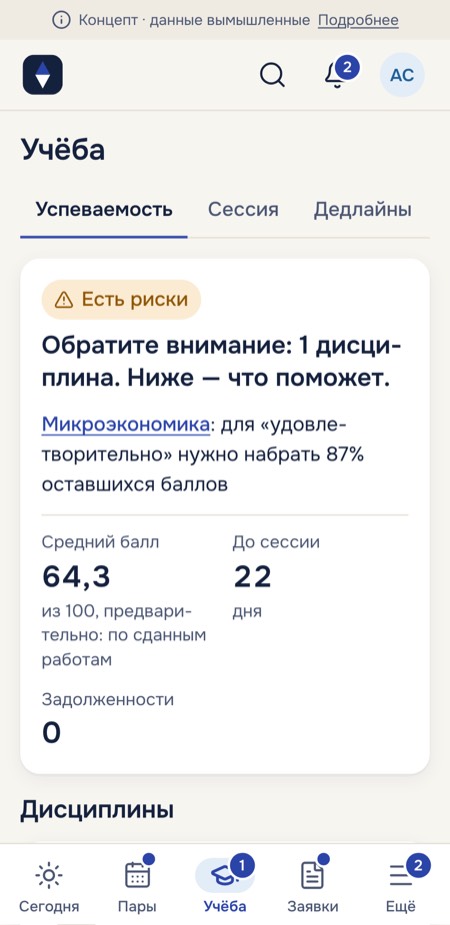 Концепт · данные вымышленные Подробнее
2
АС
Учёба
Успеваемость Сессия Дедлайны
Есть риски
Обратите внимание: 1 дисци-
плина. Ниже — что поможет.
Микроэкономика: для «удовле-
творительно» нужно набрать 87%
оставшихся баллов
Средний балл
64,3
из 100, предвари-
тельно: по сданным
работам
До сессии
22
дня
Задолженности
0
Дисциплины
1
2
Сегодня Пары Учёба Заявки Ещё